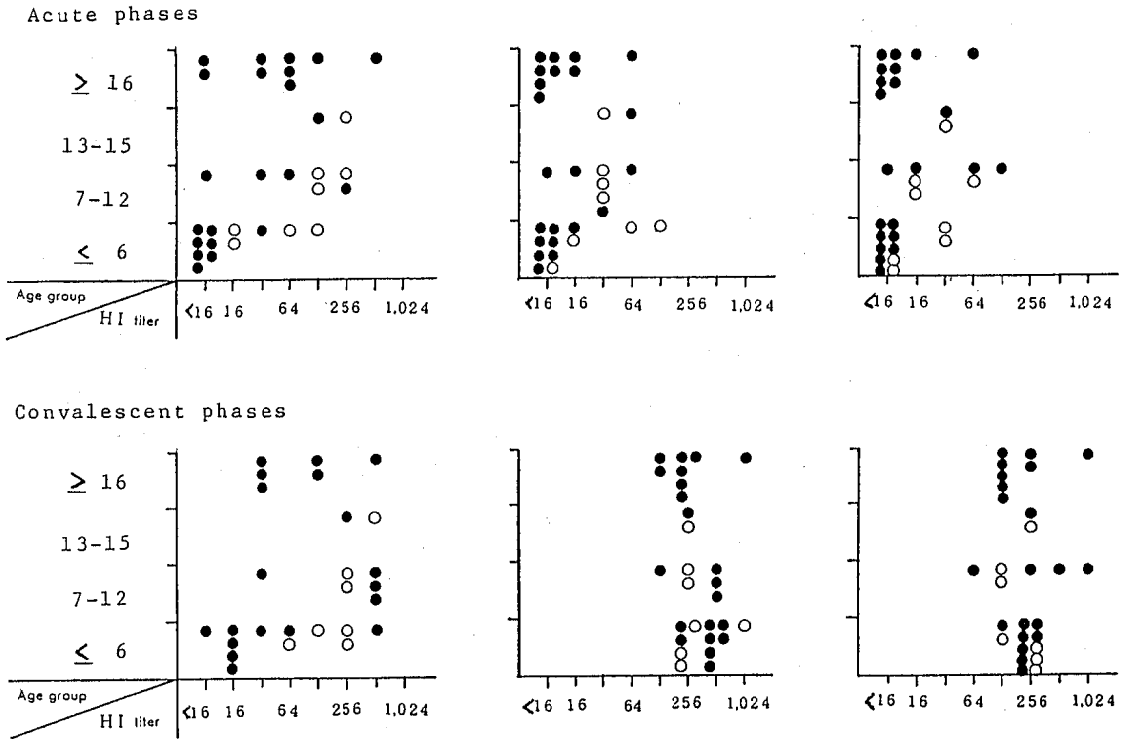 Acute phases
≥ 16
13-15
7-12
≤ 6
Age group
HI titer
<16 16 64 256 1,024
<16 16 64 256 1,024
<16 16 64 256 1,024
Convalescent phases
≥ 16
13-15
7-12
≤ 6
Age group
HI titer
<16 16 64 256 1,024
<16 16 64 256 1,024
<16 16 64 256 1,024